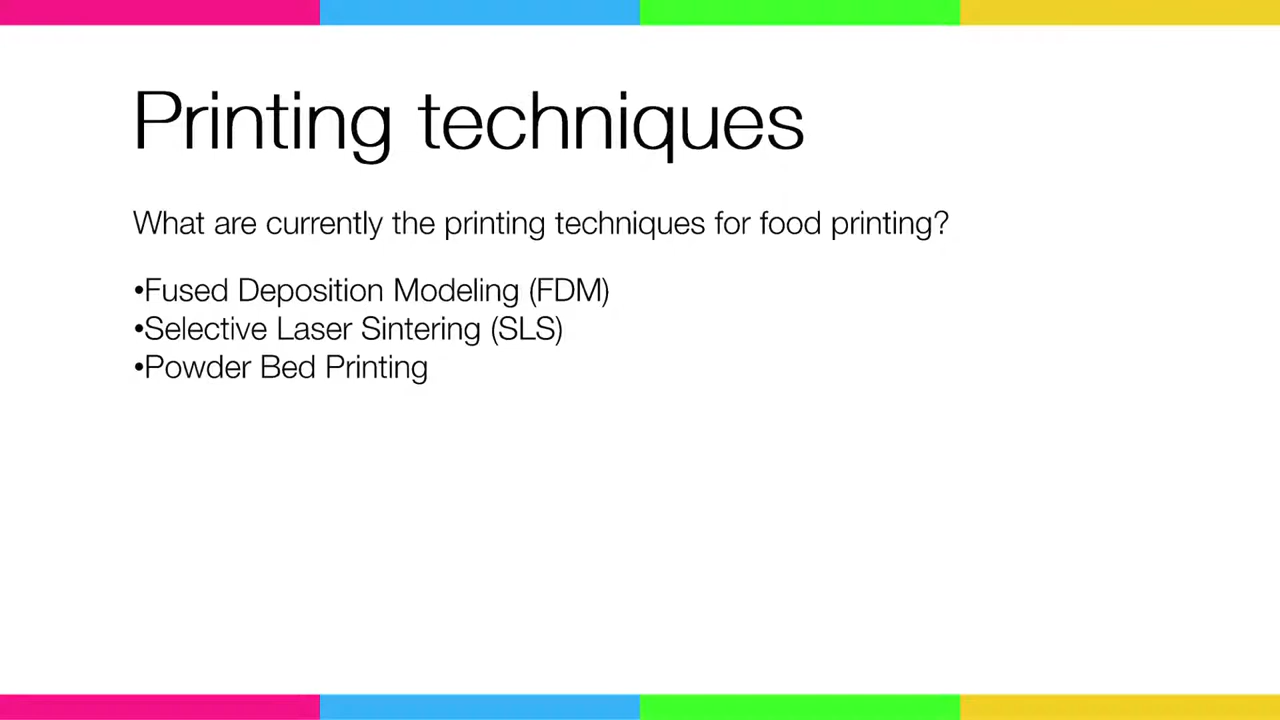 Printing techniques
What are currently the printing techniques for food printing?
•Fused Deposition Modeling (FDM)
•Selective Laser Sintering (SLS)
•Powder Bed Printing